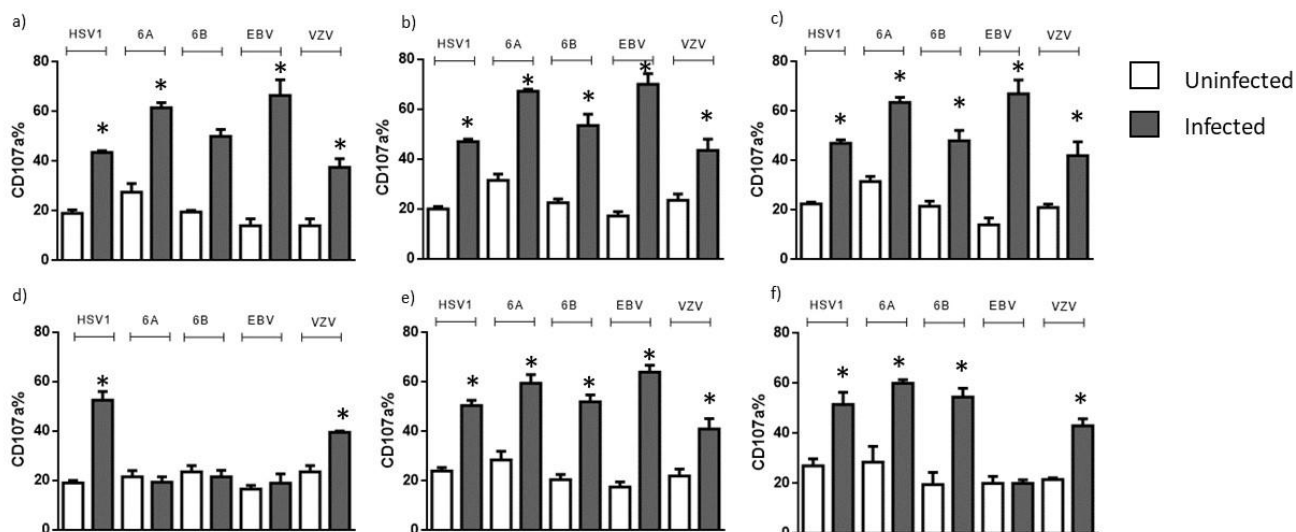 a)
HSV1 6A 6B EBV VZV
80
60
40
20
0
CD107a%
* * * *
b)
HSV1 6A 6B EBV VZV
80
60
40
20
0
CD107a%
* * * * *
c)
HSV1 6A 6B EBV VZV
80
60
40
20
0
CD107a%
* * * * *
Uninfected
Infected
d)
HSV1 6A 6B EBV VZV
80
60
40
20
0
CD107a%
* *
e)
HSV1 6A 6B EBV VZV
80
60
40
20
0
CD107a%
* * * * *
f)
HSV1 6A 6B EBV VZV
80
60
40
20
0
CD107a%
* * * *